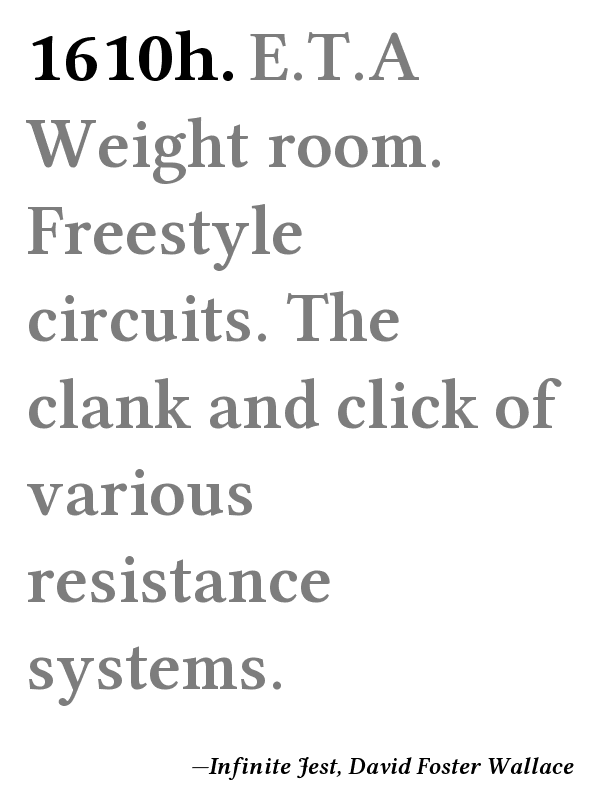 1610h. E.T.A
Weight room.
Freestyle
circuits. The
clank and click of
various
resistance
systems.
—Infinite Jest, David Foster Wallace